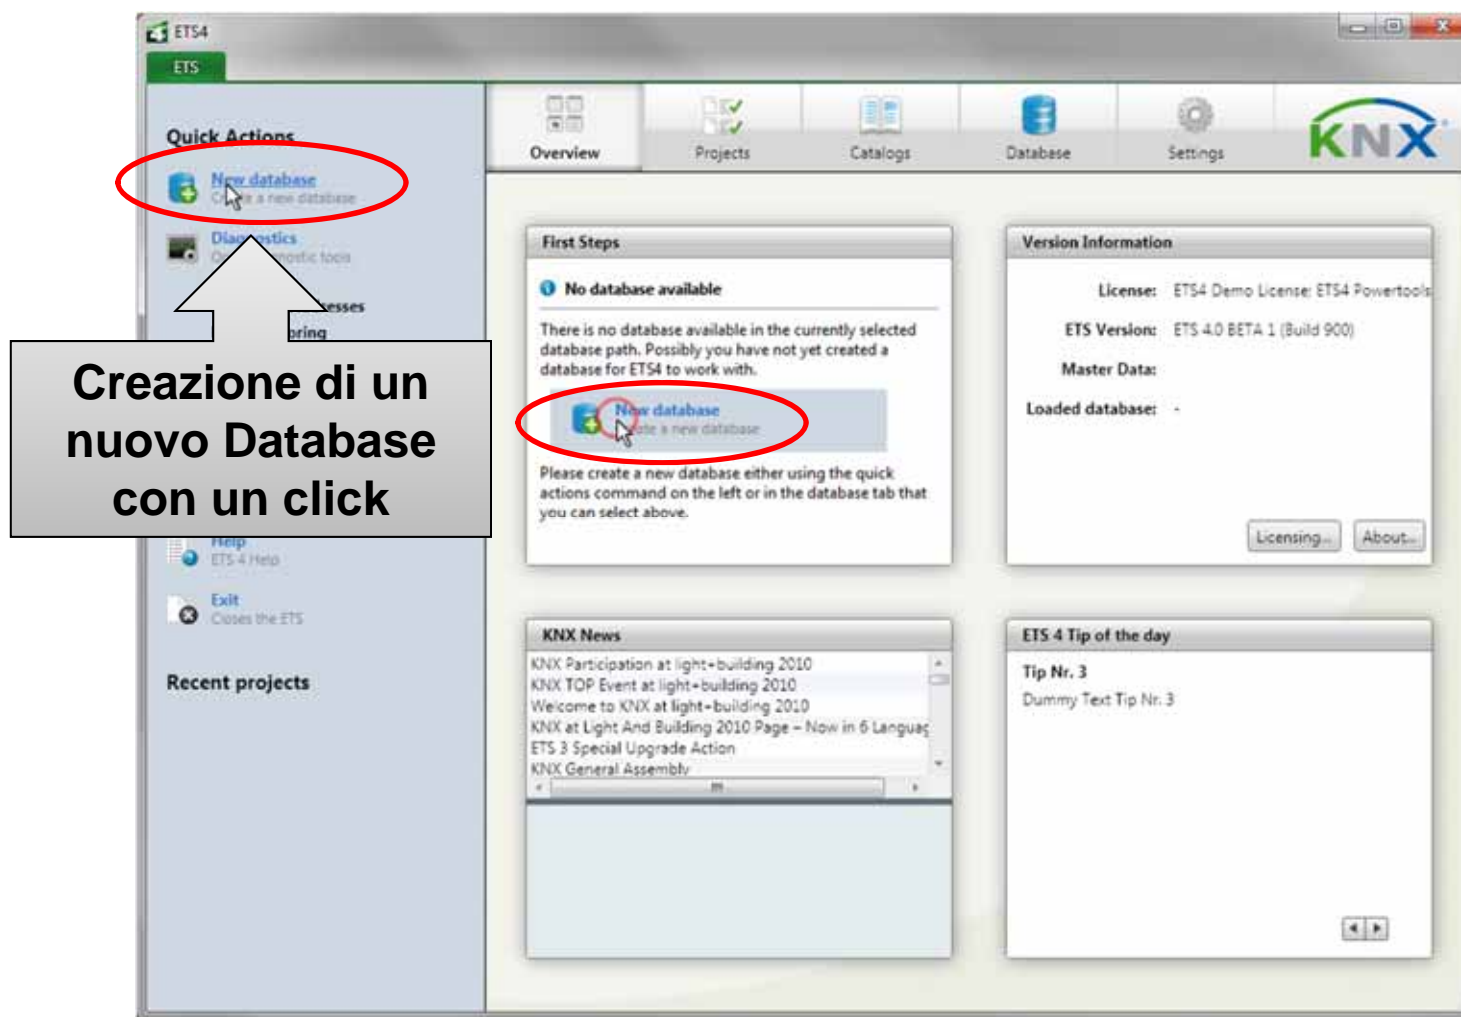 ETS4
ETS
Quick Actions
New database
Create a new database
Diagnostics
tools
Creazione di un
nuovo Database
con un click
Help
ETS 4 Help
Exit
Closes the ETS
Recent projects
Overview
Projects
Catalogs
Database
Settings
KNX
First Steps
No database available
There is no database available in the currently selected
database path. Possibly you have not yet created a
database for ETS4 to work with.
New database
Create a new database
Please create a new database either using the quick
actions command on the left or in the database tab that
you can select above.
Version Information
License: ETS4 Demo License: ETS4 Powertools
ETS Version: ETS 4.0 BETA 1 (Build 900)
Master Data:
Loaded database: -
Licensing...
About...
KNX News
KNX Participation at light+building 2010
KNX TOP Event at light+building 2010
Welcome to KNX at light+building 2010
KNX at Light And Building 2010 Page – Now in 6 Languag
ETS 3 Special Upgrade Action
KNX General Assembly
ETS 4 Tip of the day
Tip Nr. 3
Dummy Text Tip Nr. 3